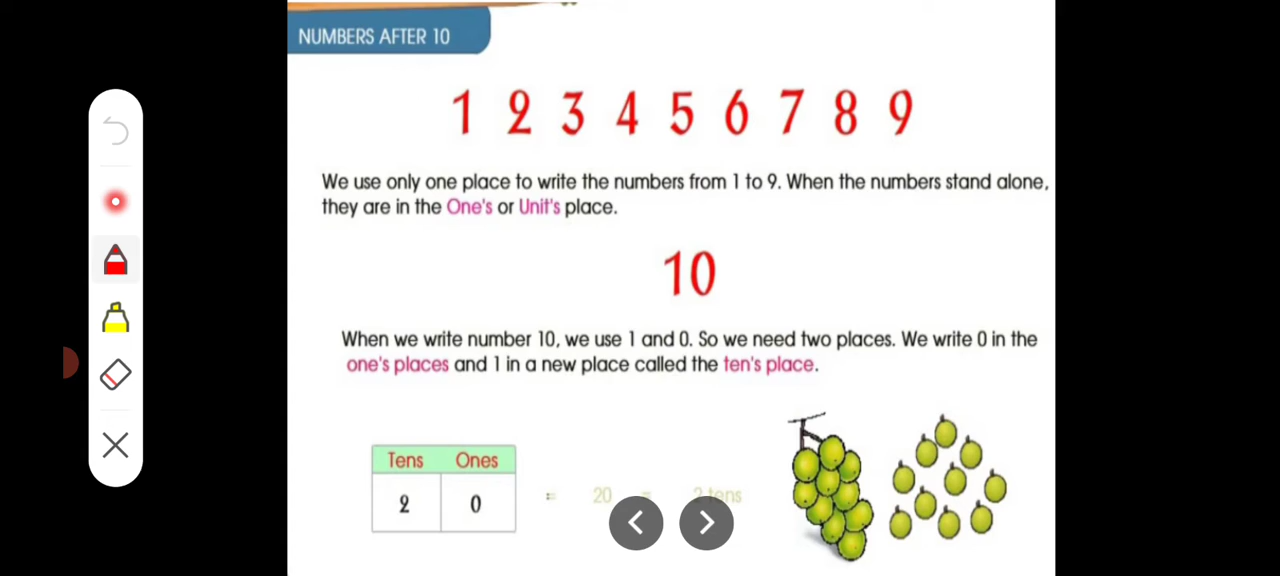 NUMBERS AFTER 10
1 2 3 4 5 6 7 8 9
We use only one place to write the numbers from 1 to 9. When the numbers stand alone,
they are in the One's or Unit's place.
10
When we write number 10, we use 1 and 0. So we need two places. We write 0 in the
one's places and 1 in a new place called the ten's place.
Tens Ones
2 0 = 20 = 2 tens